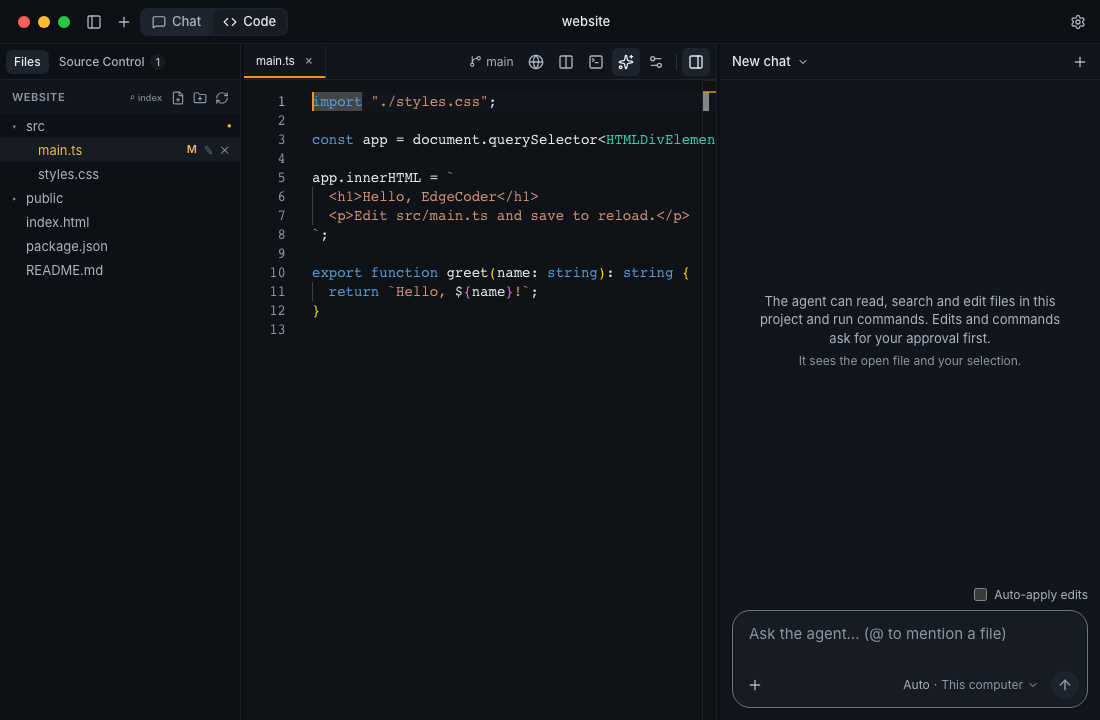 Chat
Code
website
Files
Source Control 1
main.ts ×
main
New chat
WEBSITE
index
src
main.ts M
styles.css
public
index.html
package.json
README.md
1 import "./styles.css";
2
3 const app = document.querySelector<HTMLDivElemen
4
5 app.innerHTML = `
6 <h1>Hello, EdgeCoder</h1>
7 <p>Edit src/main.ts and save to reload.</p>
8 `;
9
10 export function greet(name: string): string {
11 return `Hello, ${name}!`;
12 }
13
The agent can read, search and edit files in this
project and run commands. Edits and commands
ask for your approval first.
It sees the open file and your selection.
Auto-apply edits
Ask the agent... (@ to mention a file)
Auto · This computer